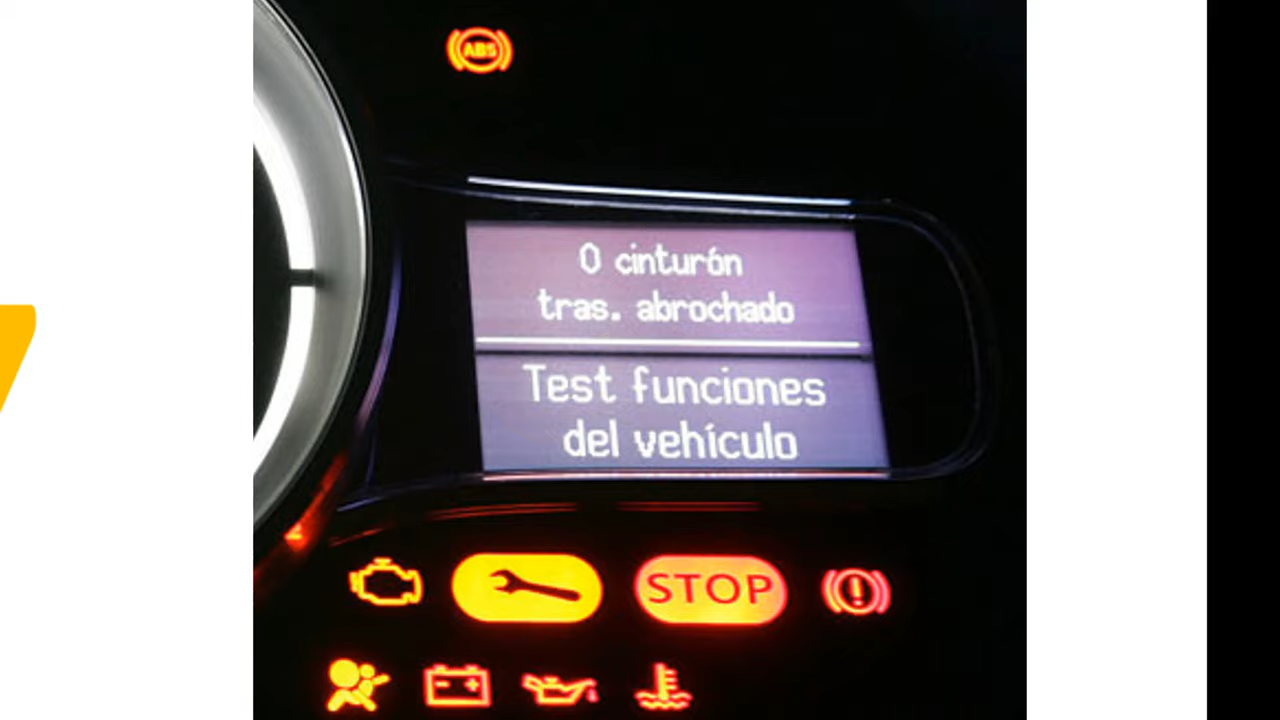 ABS
0 cinturón
tras. abrochado
Test funciones
del vehículo
STOP